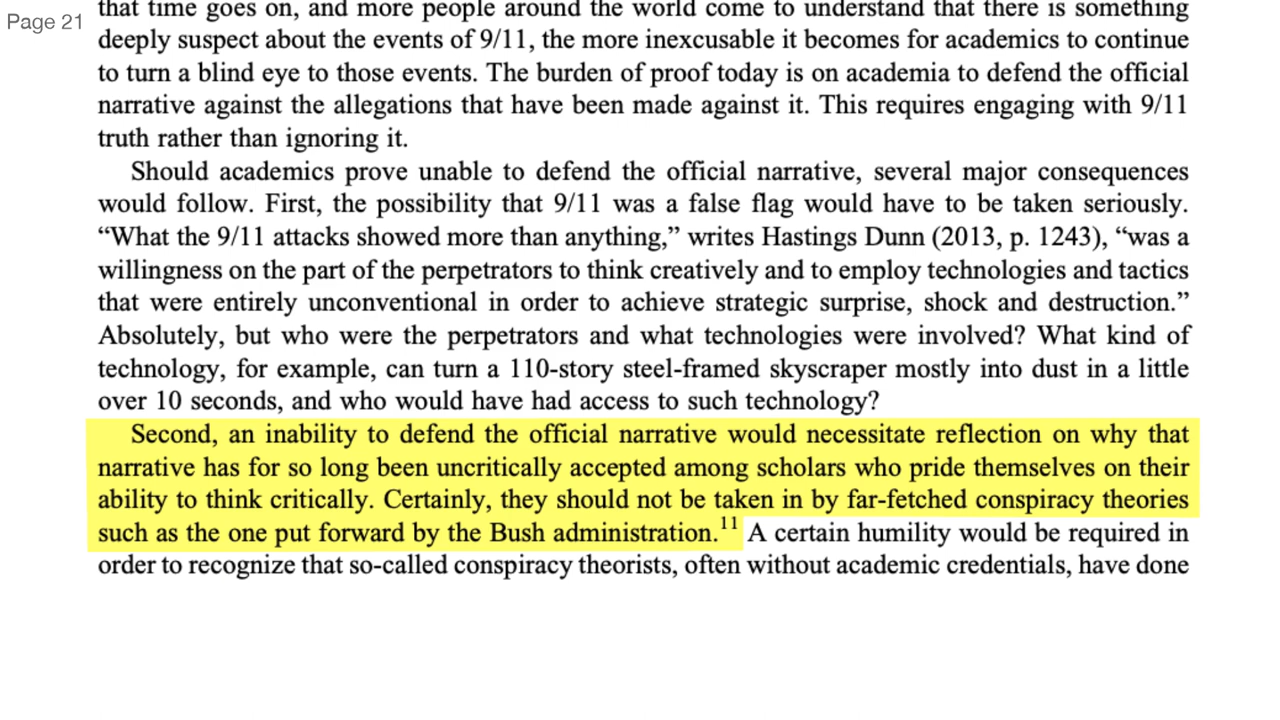 Page 21
that time goes on, and more people around the world come to understand that there is something
deeply suspect about the events of 9/11, the more inexcusable it becomes for academics to continue
to turn a blind eye to those events. The burden of proof today is on academia to defend the official
narrative against the allegations that have been made against it. This requires engaging with 9/11
truth rather than ignoring it.
Should academics prove unable to defend the official narrative, several major consequences
would follow. First, the possibility that 9/11 was a false flag would have to be taken seriously.
“What the 9/11 attacks showed more than anything,” writes Hastings Dunn (2013, p. 1243), “was a
willingness on the part of the perpetrators to think creatively and to employ technologies and tactics
that were entirely unconventional in order to achieve strategic surprise, shock and destruction.”
Absolutely, but who were the perpetrators and what technologies were involved? What kind of
technology, for example, can turn a 110-story steel-framed skyscraper mostly into dust in a little
over 10 seconds, and who would have had access to such technology?
Second, an inability to defend the official narrative would necessitate reflection on why that
narrative has for so long been uncritically accepted among scholars who pride themselves on their
ability to think critically. Certainly, they should not be taken in by far-fetched conspiracy theories
such as the one put forward by the Bush administration.¹¹ A certain humility would be required in
order to recognize that so-called conspiracy theorists, often without academic credentials, have done